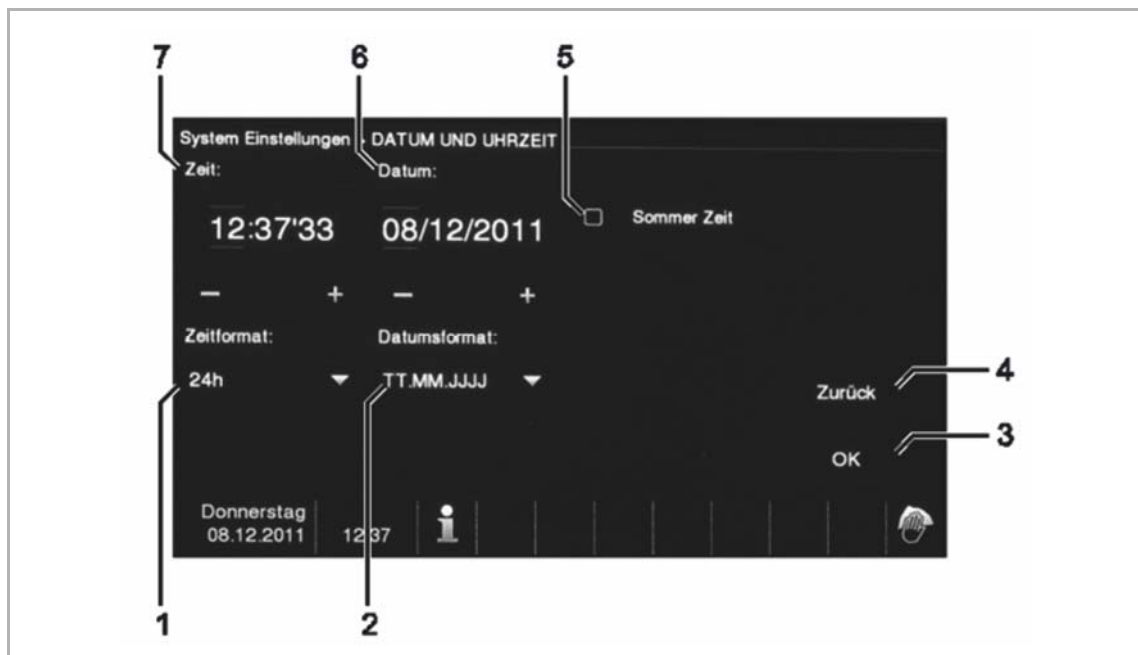 7 6 5
System Einstellungen - DATUM UND UHRZEIT
Zeit: Datum:
12:37'33 08/12/2011 Sommer Zeit
− + − +
Zeitformat: Datumsformat:
24h TT.MM.JJJJ
Zurück 4
OK 3
Donnerstag
08.12.2011 12:37
1 2